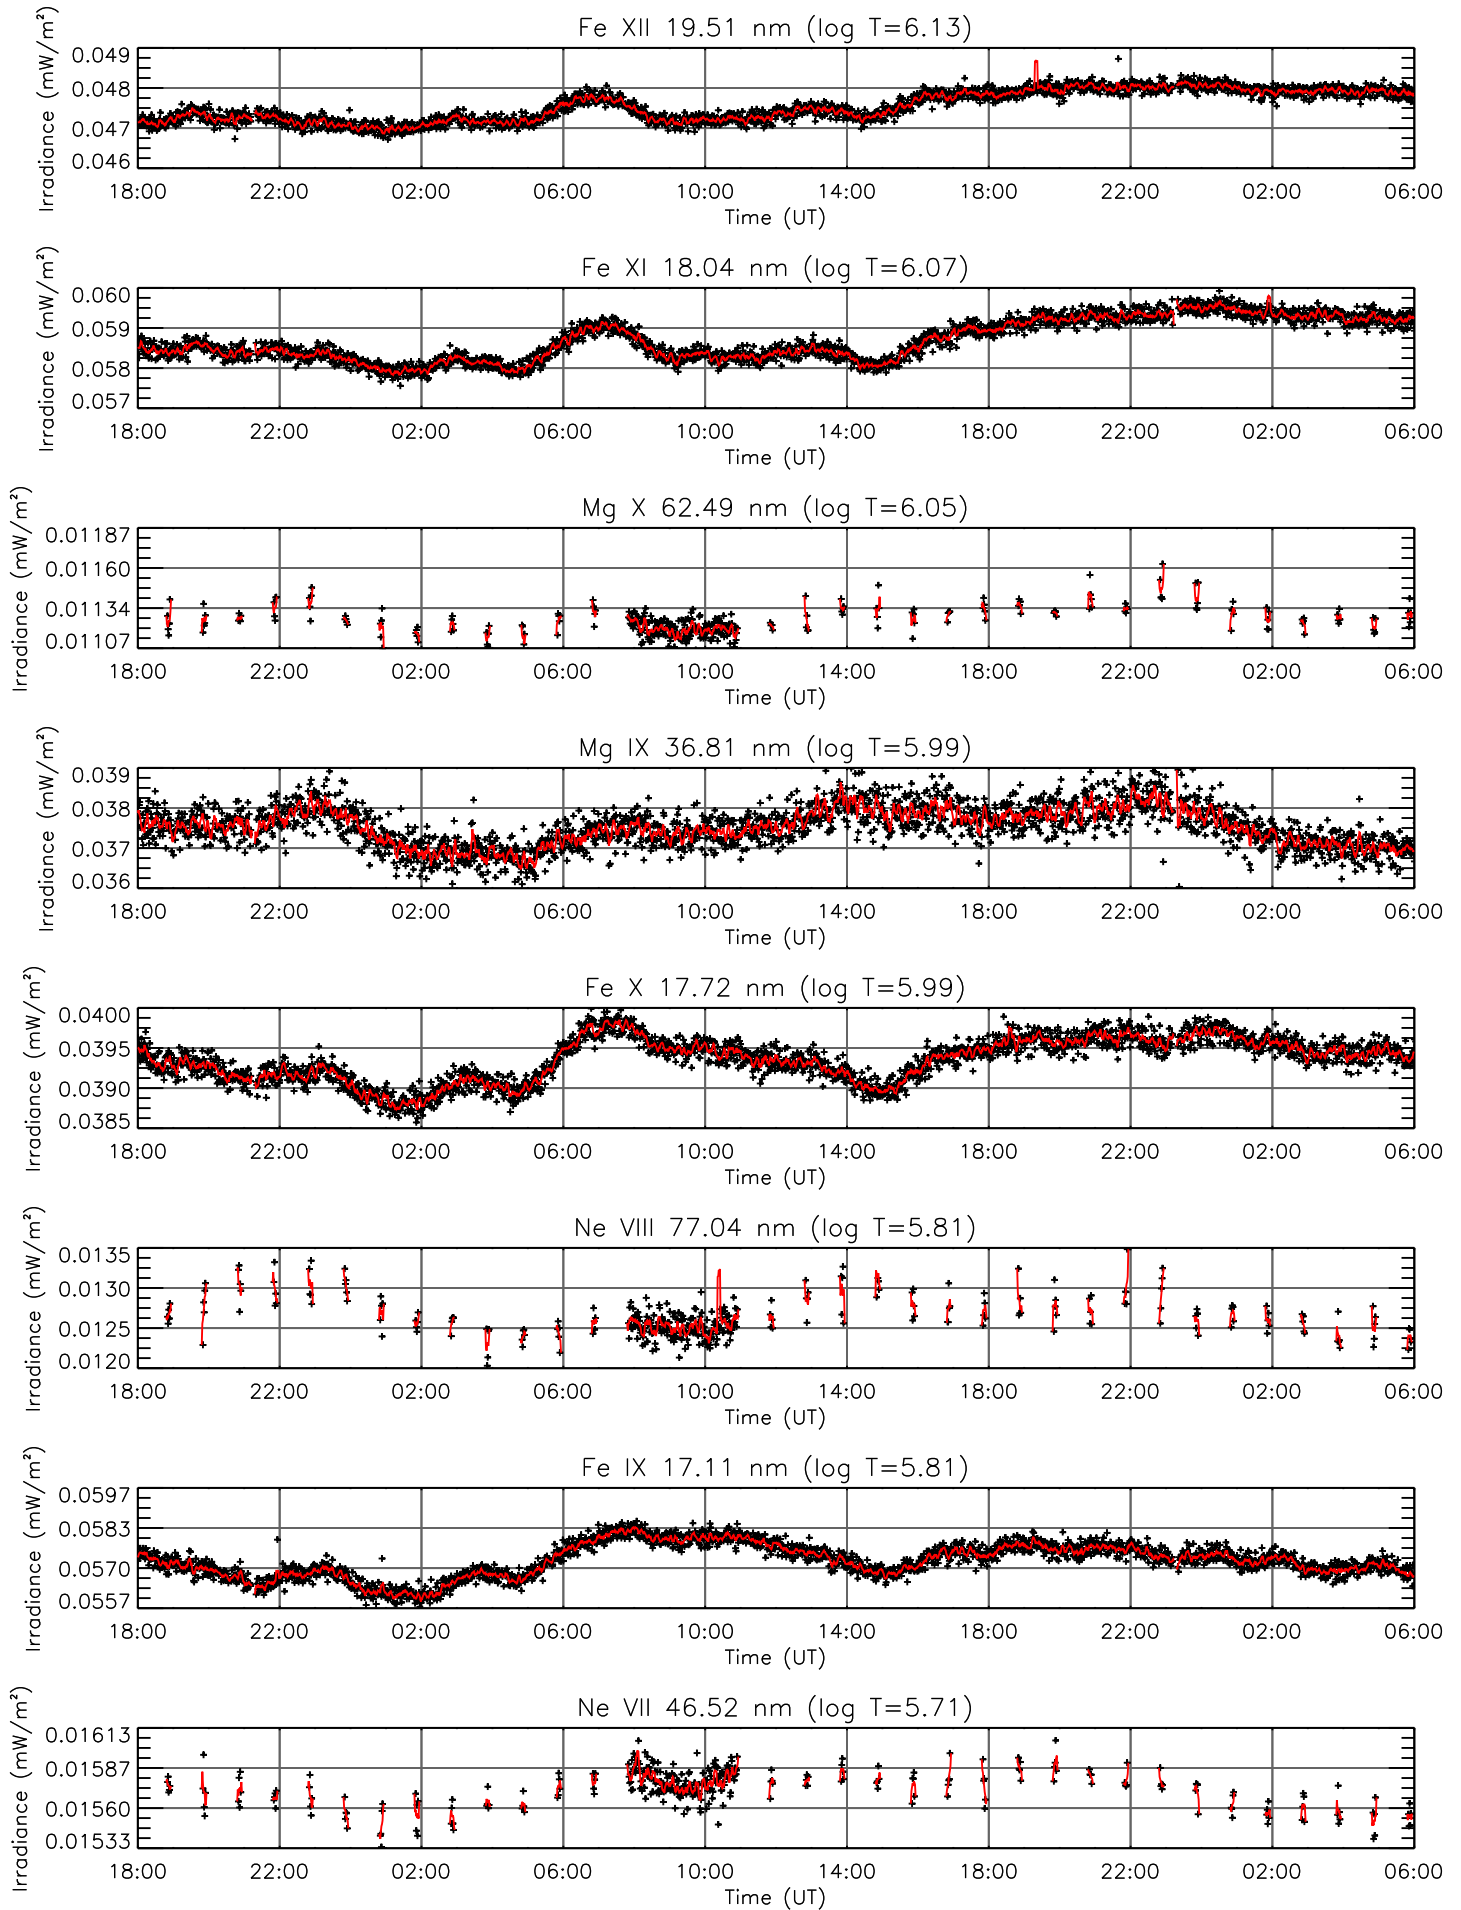 Fe XII 19.51 nm (log T=6.13)
Irradiance (mW/m²)
0.049
0.048
0.047
0.046
18:00 22:00 02:00 06:00 10:00 14:00 18:00 22:00 02:00 06:00
Time (UT)
Fe XI 18.04 nm (log T=6.07)
Irradiance (mW/m²)
0.060
0.059
0.058
0.057
18:00 22:00 02:00 06:00 10:00 14:00 18:00 22:00 02:00 06:00
Time (UT)
Mg X 62.49 nm (log T=6.05)
Irradiance (mW/m²)
0.01187
0.01160
0.01134
0.01107
18:00 22:00 02:00 06:00 10:00 14:00 18:00 22:00 02:00 06:00
Time (UT)
Mg IX 36.81 nm (log T=5.99)
Irradiance (mW/m²)
0.039
0.038
0.037
0.036
18:00 22:00 02:00 06:00 10:00 14:00 18:00 22:00 02:00 06:00
Time (UT)
Fe X 17.72 nm (log T=5.99)
Irradiance (mW/m²)
0.0400
0.0395
0.0390
0.0385
18:00 22:00 02:00 06:00 10:00 14:00 18:00 22:00 02:00 06:00
Time (UT)
Ne VIII 77.04 nm (log T=5.81)
Irradiance (mW/m²)
0.0135
0.0130
0.0125
0.0120
18:00 22:00 02:00 06:00 10:00 14:00 18:00 22:00 02:00 06:00
Time (UT)
Fe IX 17.11 nm (log T=5.81)
Irradiance (mW/m²)
0.0597
0.0583
0.0570
0.0557
18:00 22:00 02:00 06:00 10:00 14:00 18:00 22:00 02:00 06:00
Time (UT)
Ne VII 46.52 nm (log T=5.71)
Irradiance (mW/m²)
0.01613
0.01587
0.01560
0.01533
18:00 22:00 02:00 06:00 10:00 14:00 18:00 22:00 02:00 06:00
Time (UT)